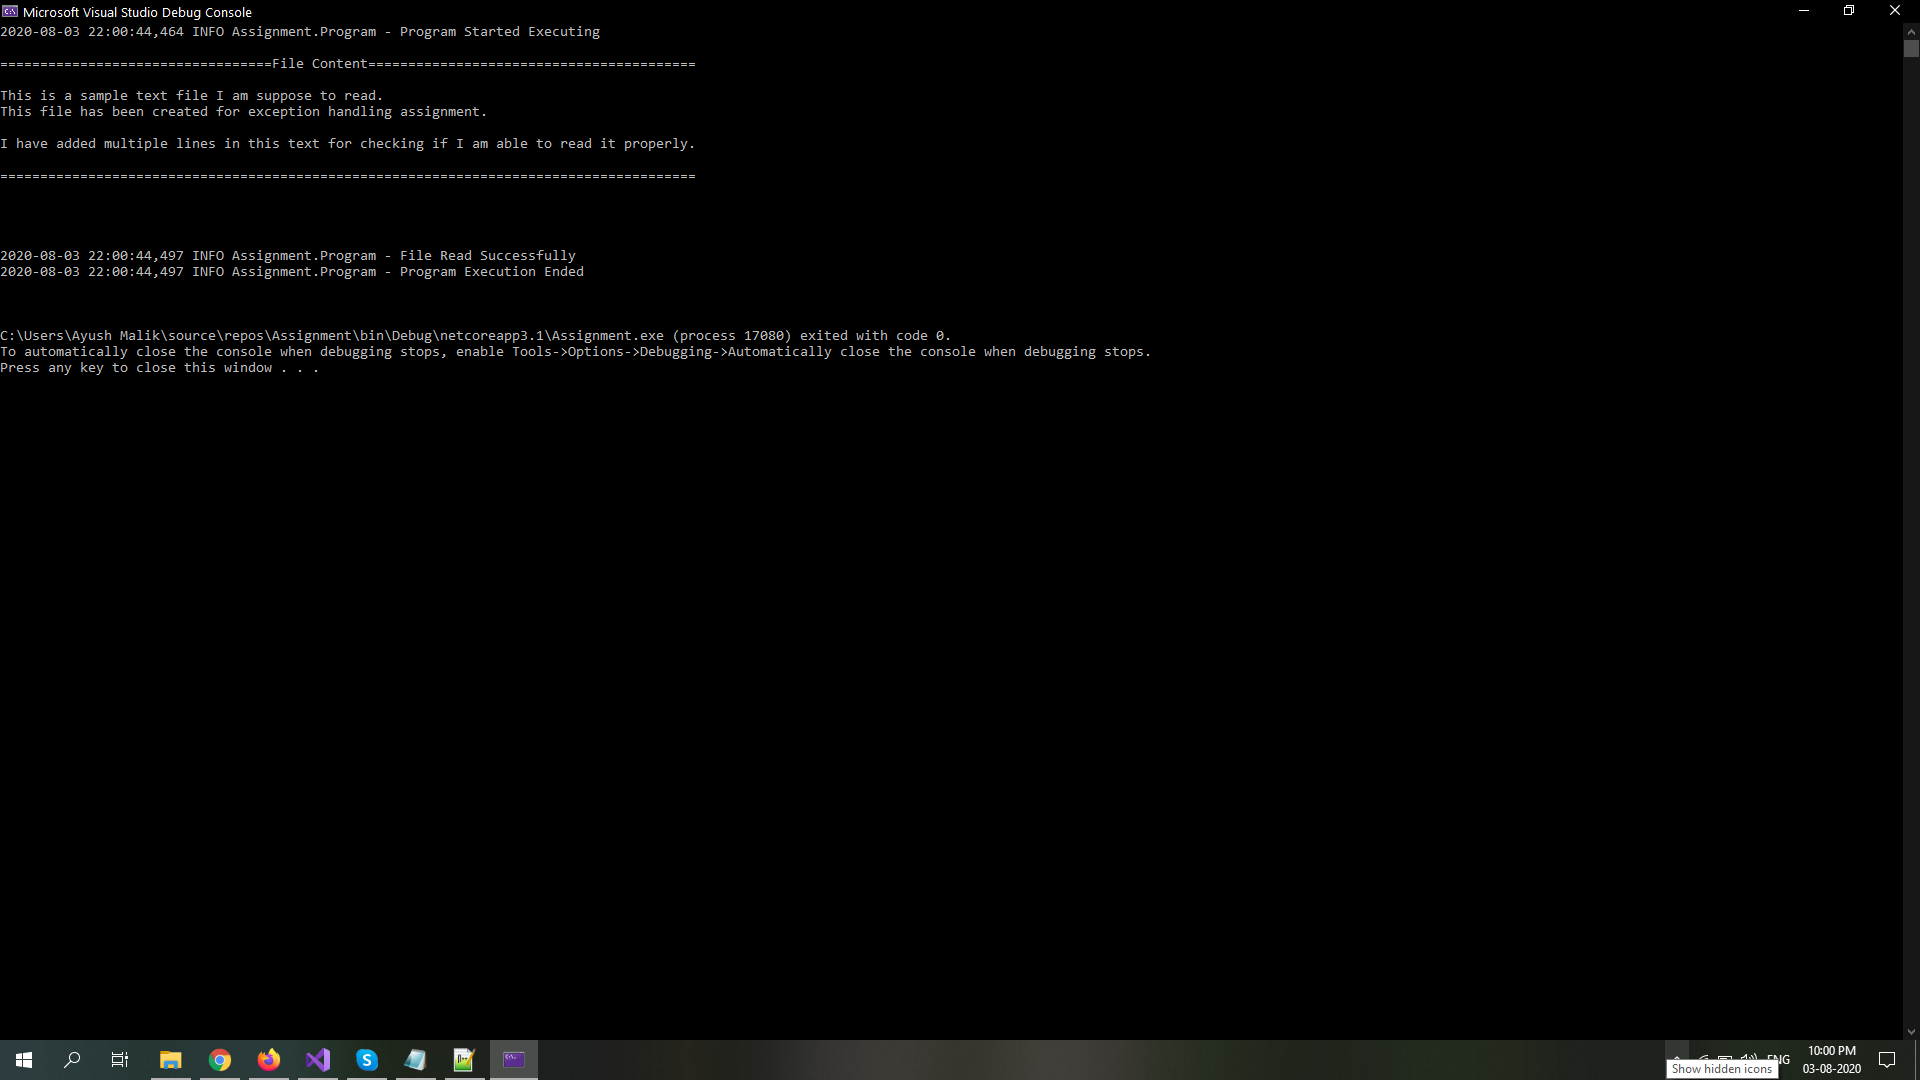 Microsoft Visual Studio Debug Console
2020-08-03 22:00:44,464 INFO Assignment.Program - Program Started Executing
==================================File Content=========================================
This is a sample text file I am suppose to read.
This file has been created for exception handling assignment.
I have added multiple lines in this text for checking if I am able to read it properly.
=======================================================================================
2020-08-03 22:00:44,497 INFO Assignment.Program - File Read Successfully
2020-08-03 22:00:44,497 INFO Assignment.Program - Program Execution Ended
C:\Users\Ayush Malik\source\repos\Assignment\bin\Debug\netcoreapp3.1\Assignment.exe (process 17080) exited with code 0.
To automatically close the console when debugging stops, enable Tools->Options->Debugging->Automatically close the console when debugging stops.
Press any key to close this window . . .
ENG
10:00 PM
03-08-2020
Show hidden icons